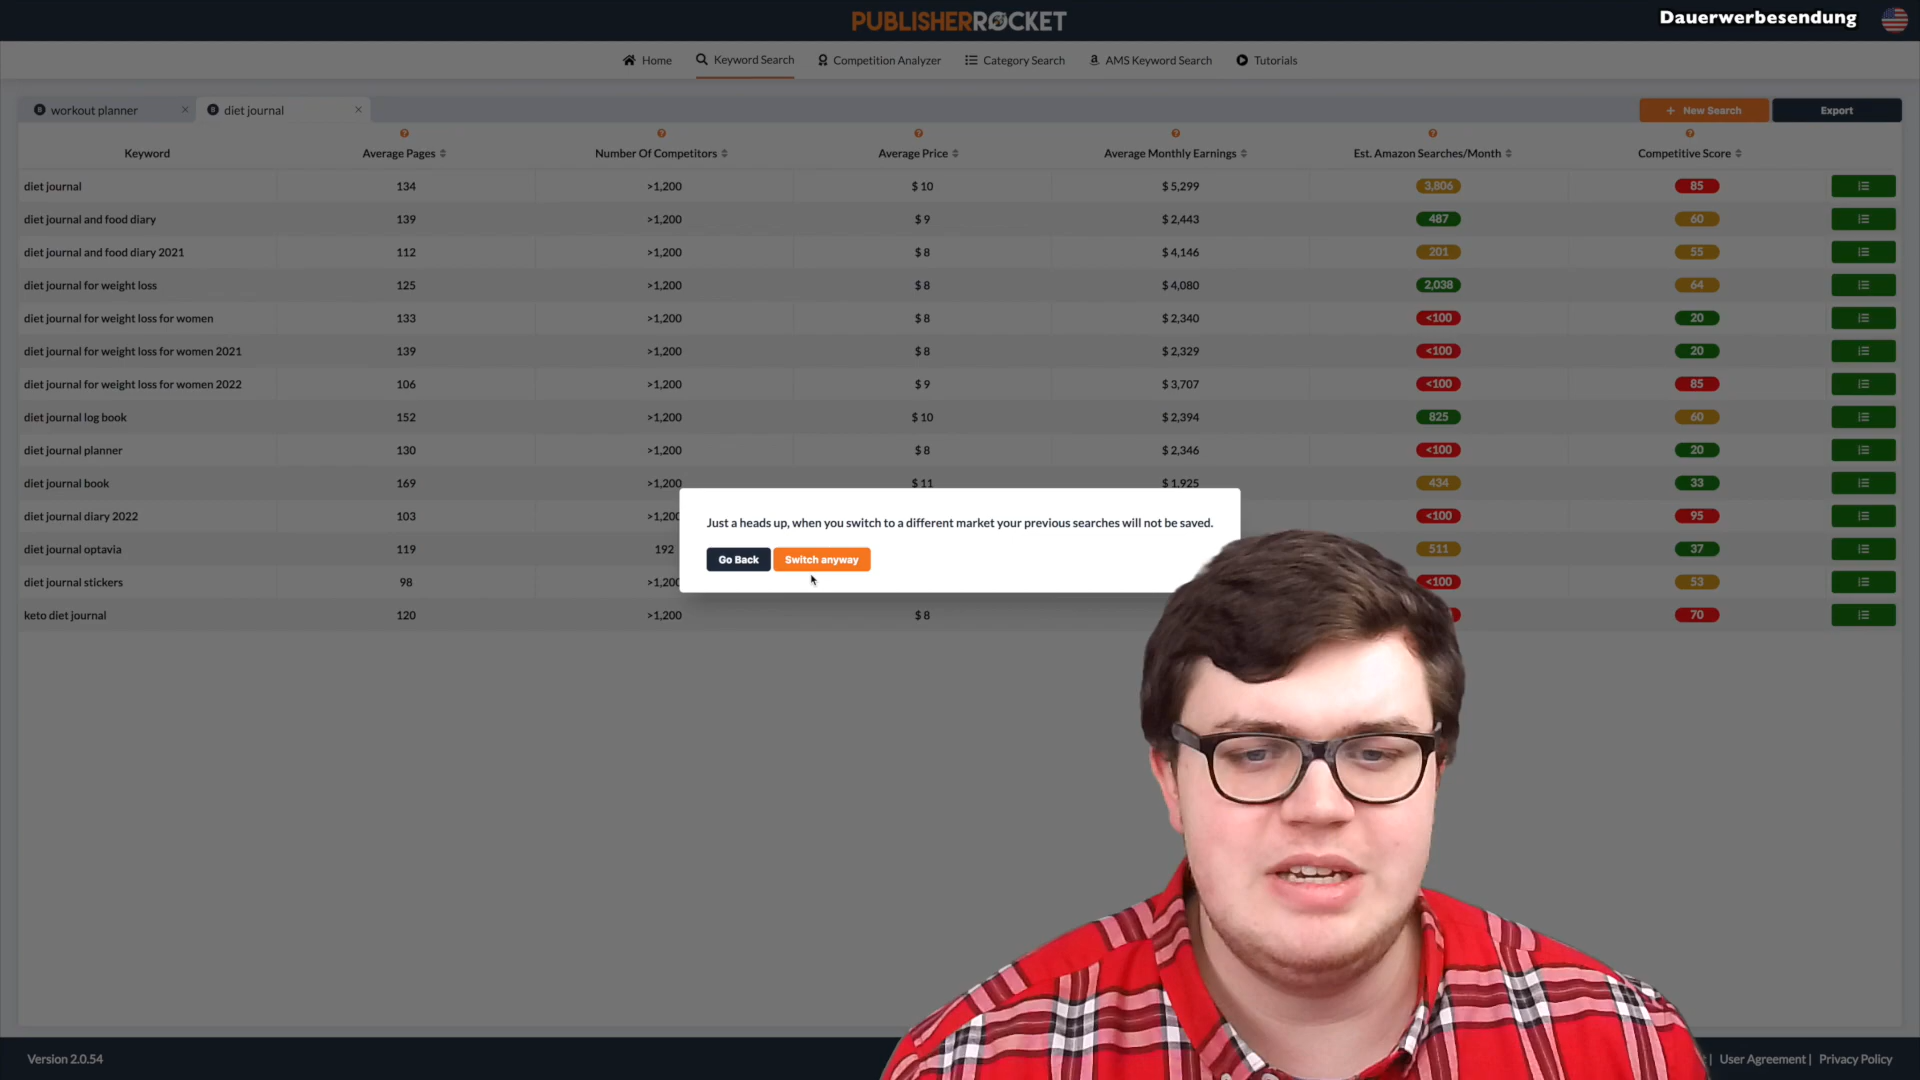 PUBLISHERROCKET
Dauerwerbesendung
Home
Keyword Search
Competition Analyzer
Category Search
AMS Keyword Search
Tutorials
workout planner
diet journal
+ New Search
Export
Keyword Average Pages Number Of Competitors Average Price Average Monthly Earnings Est. Amazon Searches/Month Competitive Score
diet journal 134 >1,200 $ 10 $ 5,299 3,806 85
diet journal and food diary 139 >1,200 $ 9 $ 2,443 487 60
diet journal and food diary 2021 112 >1,200 $ 8 $ 4,146 201 55
diet journal for weight loss 125 >1,200 $ 8 $ 4,080 2,038 64
diet journal for weight loss for women 133 >1,200 $ 8 $ 2,340 <100 20
diet journal for weight loss for women 2021 139 >1,200 $ 8 $ 2,329 <100 20
diet journal for weight loss for women 2022 106 >1,200 $ 9 $ 3,707 <100 85
diet journal log book 152 >1,200 $ 10 $ 2,394 825 60
diet journal planner 130 >1,200 $ 8 $ 2,346 <100 20
diet journal book 169 >1,200 $ 11 $ 1,925 434 33
diet journal diary 2022 103 >1,200 <100 95
diet journal optavia 119 192 511 37
diet journal stickers 98 >1,200 <100 53
keto diet journal 120 >1,200 $ 8 70
Just a heads up, when you switch to a different market your previous searches will not be saved.
Go Back
Switch anyway
Version 2.0.54
| User Agreement | Privacy Policy